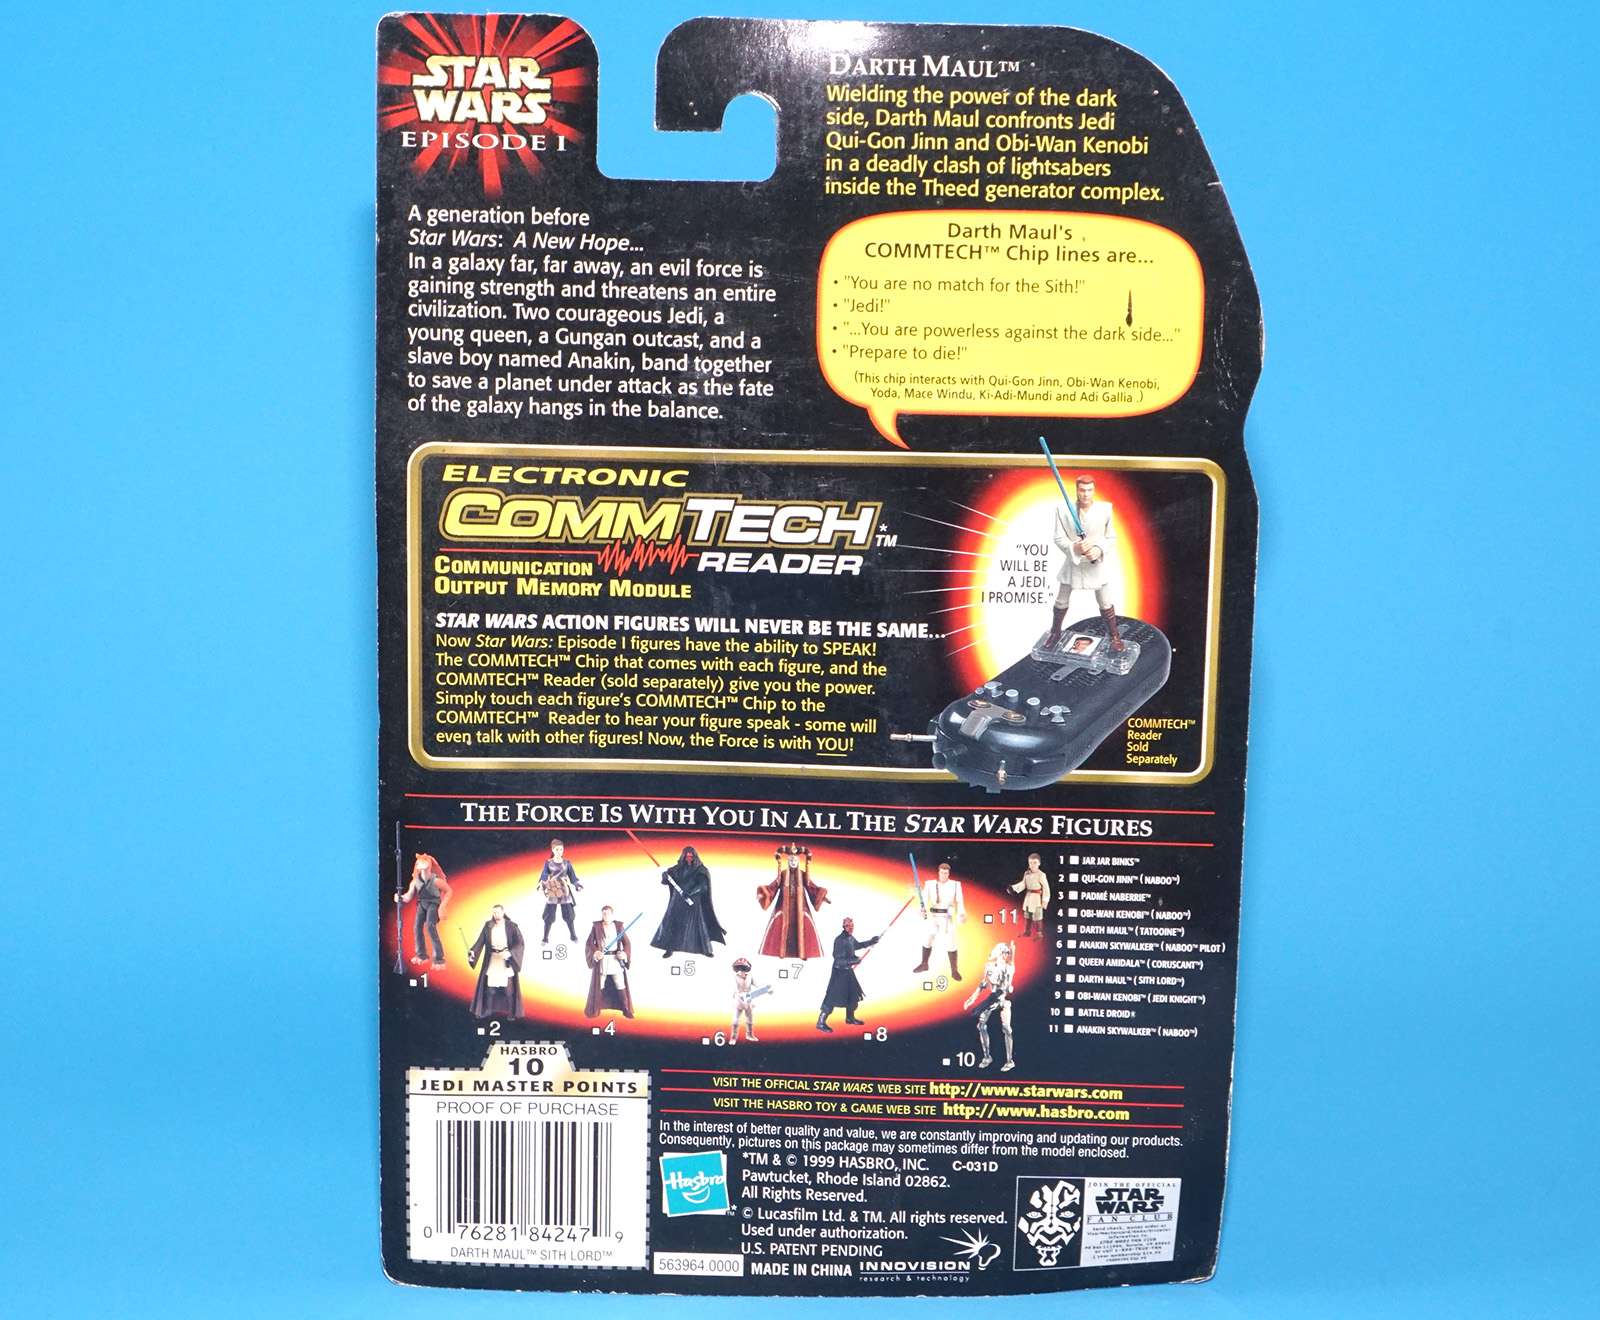 STAR
WARS
EPISODE I
A generation before
Star Wars: A New Hope...
In a galaxy far, far away, an evil force is
gaining strength and threatens an entire
civilization. Two courageous Jedi, a
young queen, a Gungan outcast, and a
slave boy named Anakin, band together
to save a planet under attack as the fate
of the galaxy hangs in the balance.
DARTH MAUL™
Wielding the power of the dark
side, Darth Maul confronts Jedi
Qui-Gon Jinn and Obi-Wan Kenobi
in a deadly clash of lightsabers
inside the Theed generator complex.
Darth Maul's
COMMTECH™ Chip lines are...
• "You are no match for the Sith!"
• "Jedi!"
• "...You are powerless against the dark side..."
• "Prepare to die!"
(This chip interacts with Qui-Gon Jinn, Obi-Wan Kenobi,
Yoda, Mace Windu, Ki-Adi-Mundi and Adi Gallia.)
ELECTRONIC
COMMTECH*™
READER
COMMUNICATION
OUTPUT MEMORY MODULE
STAR WARS ACTION FIGURES WILL NEVER BE THE SAME...
Now Star Wars: Episode I figures have the ability to SPEAK!
The COMMTECH™ Chip that comes with each figure, and the
COMMTECH™ Reader (sold separately) give you the power.
Simply touch each figure's COMMTECH™ Chip to the
COMMTECH™ Reader to hear your figure speak - some will
even talk with other figures! Now, the Force is with YOU!
"YOU
WILL BE
A JEDI,
I PROMISE."
COMMTECH™
Reader
Sold
Separately
THE FORCE IS WITH YOU IN ALL THE STAR WARS FIGURES
1
2
3
4
5
6
7
8
9
10
11
1 JAR JAR BINKS™
2 QUI-GON JINN™ (NABOO™)
3 PADMÉ NABERRIE™
4 OBI-WAN KENOBI™ (NABOO™)
5 DARTH MAUL™ (TATOOINE™)
6 ANAKIN SKYWALKER™ (NABOO™ PILOT)
7 QUEEN AMIDALA™ (CORUSCANT™)
8 DARTH MAUL™ (SITH LORD™)
9 OBI-WAN KENOBI™ (JEDI KNIGHT™)
10 BATTLE DROID®
11 ANAKIN SKYWALKER™ (NABOO™)
HASBRO
10
JEDI MASTER POINTS
PROOF OF PURCHASE
0 76281 84247 9
DARTH MAUL™ SITH LORD™
VISIT THE OFFICIAL STAR WARS WEB SITE http://www.starwars.com
VISIT THE HASBRO TOY & GAME WEB SITE http://www.hasbro.com
In the interest of better quality and value, we are constantly improving and updating our products.
Consequently, pictures on this package may sometimes differ from the model enclosed.
Hasbro
™*
*TM & © 1999 HASBRO, INC. C-031D
Pawtucket, Rhode Island 02862.
All Rights Reserved.
© Lucasfilm Ltd. & TM. All rights reserved.
Used under authorization.
U.S. PATENT PENDING
563964.0000
MADE IN CHINA
INNOVISION
research & technology
JOIN THE OFFICIAL
STAR
WARS
FAN CLUB